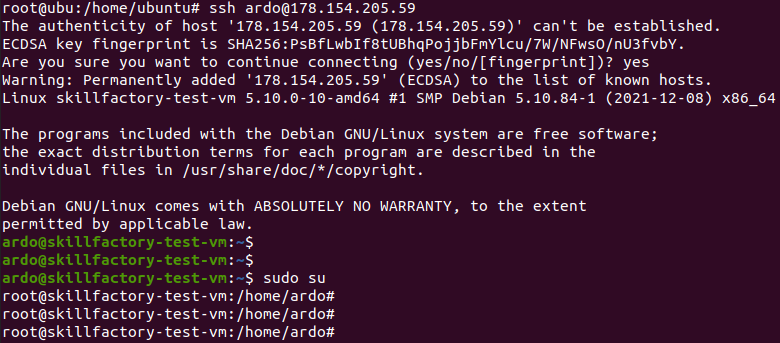 root@ubu:/home/ubuntu# ssh ardo@178.154.205.59
The authenticity of host '178.154.205.59 (178.154.205.59)' can't be established.
ECDSA key fingerprint is SHA256:PsBfLwbIf8tUBhqPojjbFmYlcu/7W/NFwsO/nU3fvbY.
Are you sure you want to continue connecting (yes/no/[fingerprint])? yes
Warning: Permanently added '178.154.205.59' (ECDSA) to the list of known hosts.
Linux skillfactory-test-vm 5.10.0-10-amd64 #1 SMP Debian 5.10.84-1 (2021-12-08) x86_64
The programs included with the Debian GNU/Linux system are free software;
the exact distribution terms for each program are described in the
individual files in /usr/share/doc/*/copyright.
Debian GNU/Linux comes with ABSOLUTELY NO WARRANTY, to the extent
permitted by applicable law.
ardo@skillfactory-test-vm:~$
ardo@skillfactory-test-vm:~$
ardo@skillfactory-test-vm:~$ sudo su
root@skillfactory-test-vm:/home/ardo#
root@skillfactory-test-vm:/home/ardo#
root@skillfactory-test-vm:/home/ardo#